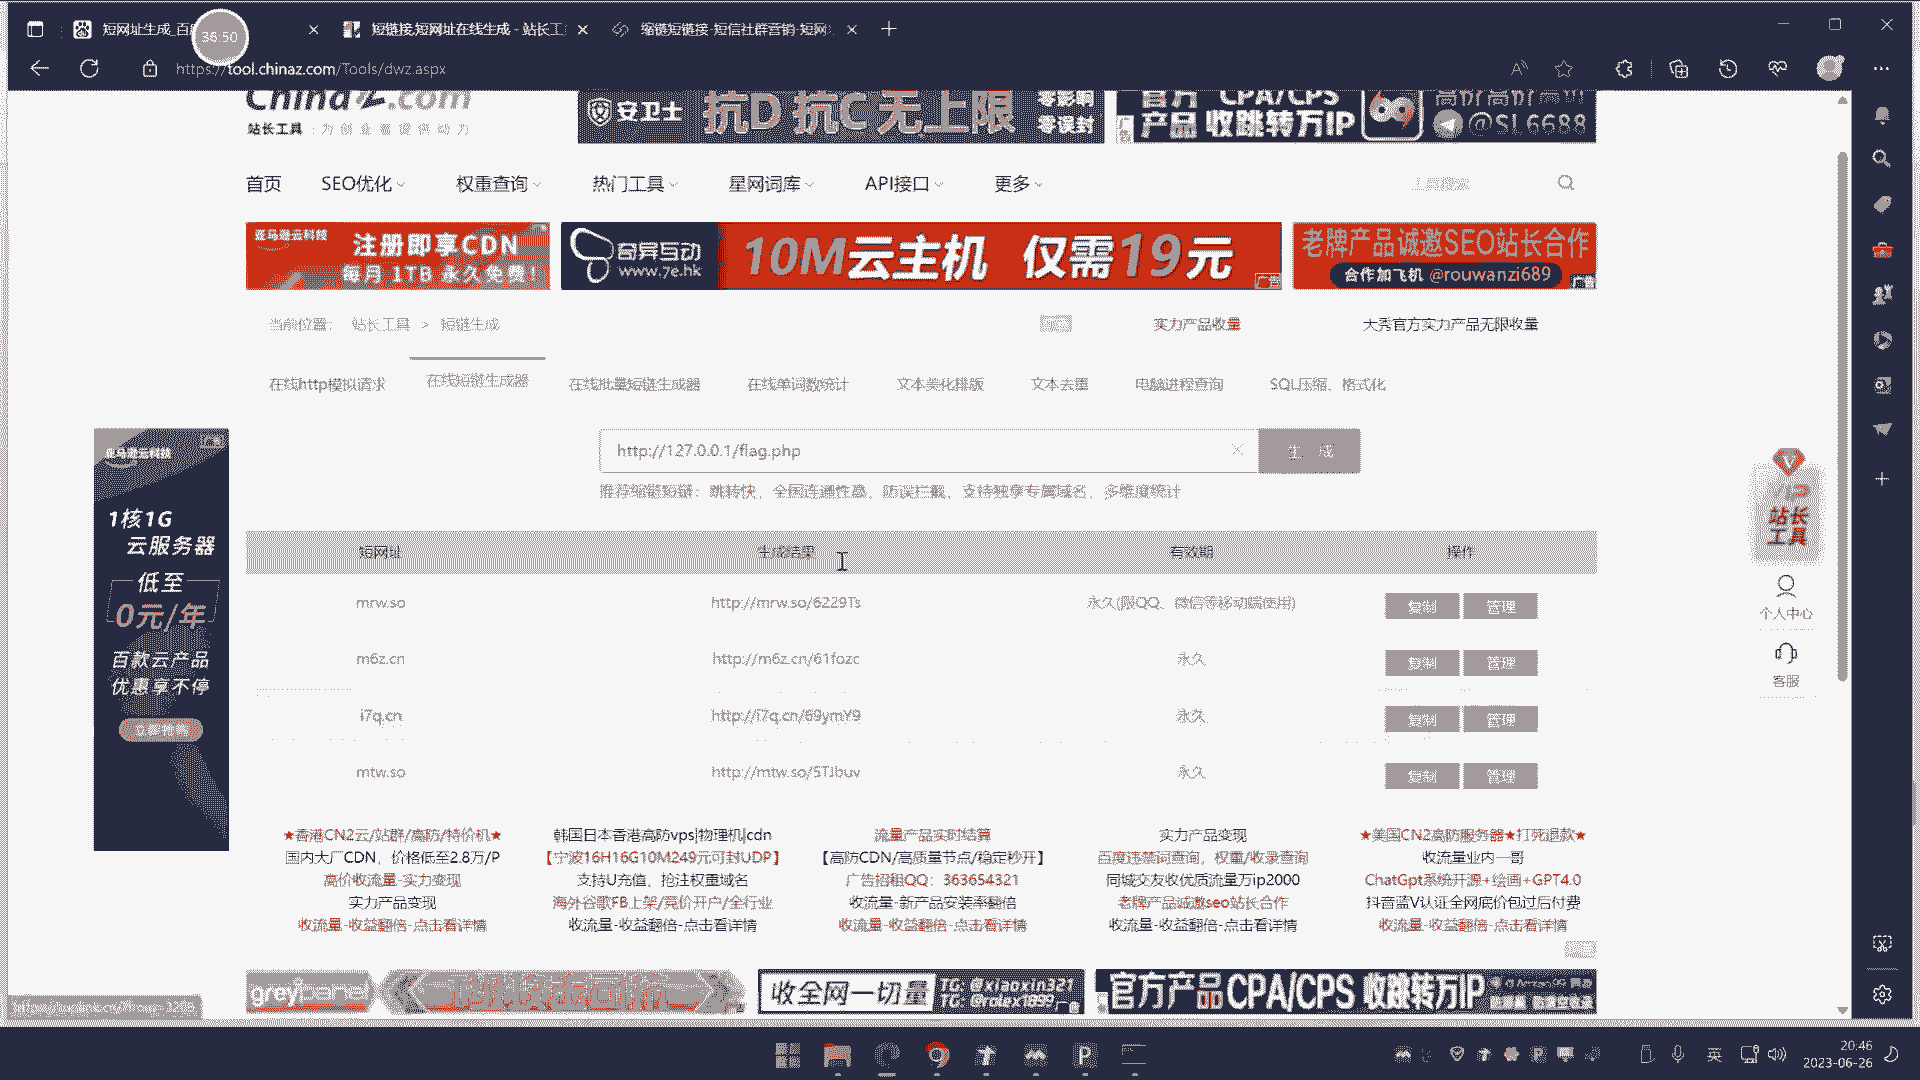 短网址生成_百
36:50
短链接,短网址在线生成 - 站长工
缩链短链接-短信社群营销-短网
https://tool.chinaz.com/Tools/dwz.aspx
Chinaz.com
站长工具 : 为创业者提供动力
安卫士
抗D 抗C 无上限
零影响
零误封
官方 CPA/CPS
产品 收跳转万IP
高价高价高价
@SL6688
广告
首页
SEO优化
权重查询
热门工具
星网词库
API接口
更多
工具搜索
亚马逊云科技
注册即享CDN
每月 1TB 永久免费!
奇异互动
www.7e.hk
10M云主机 仅需19元
广告
老牌产品诚邀SEO站长合作
合作加飞机 @rouwanzi689
广告
当前位置: 站长工具 > 短链生成
实力产品收量
大秀官方实力产品无限收量
在线http模拟请求
在线短链生成器
在线批量短链生成器
在线单词数统计
文本美化排版
文本去重
电脑进程查询
SQL压缩、格式化
http://127.0.0.1/flag.php
生 成
推荐缩链短链：跳转快、全国连通性高、防误拦截、支持独享专属域名、多维度统计
短网址 生成结果 有效期 操作
mrw.so http://mrw.so/6229Ts 永久(限QQ、微信等移动端使用) 复制 管理
m6z.cn http://m6z.cn/61fozc 永久 复制 管理
i7q.cn http://i7q.cn/69ymY9 永久 复制 管理
mtw.so http://mtw.so/5TJbuv 永久 复制 管理
广告
亚马逊云科技
1核1G
云服务器
低至
0元/年
百款云产品
优惠享不停
立即抢购
VIP
站长
工具
个人中心
客服
★香港CN2云/站群/高防/特价机★ 韩国日本香港高防vps|物理机|cdn 流量产品实时结算 实力产品变现 ★美国CN2高防服务器★打死退款★
国内大厂CDN，价格低至2.8万/P 【宁波16H16G10M249元可封UDP】 【高防CDN/高质量节点/稳定秒开】 百度违禁词查询，权重/收录查询 收流量业内一哥
高价收流量-实力变现 支持U充值，抢注权重域名 广告招租QQ：363654321 同城交友收优质流量万ip2000 ChatGpt系统开源+绘画+GPT4.0
实力产品变现 海外谷歌FB上架/竞价开户/全行业 收流量-新产品安装率翻倍 老牌产品诚邀seo站长合作 抖音蓝V认证全网底价包过后付费
收流量-收益翻倍-点击看详情 收流量-收益翻倍-点击看详情 收流量-收益翻倍-点击看详情 收流量-收益翻倍-点击看详情 收流量-收益翻倍-点击看详情
greypanel
收全网一切量
TG: @xiaoxin321
TG: @rolex1899
官方产品CPA/CPS 收跳转万IP
英
20:46
2023-06-26